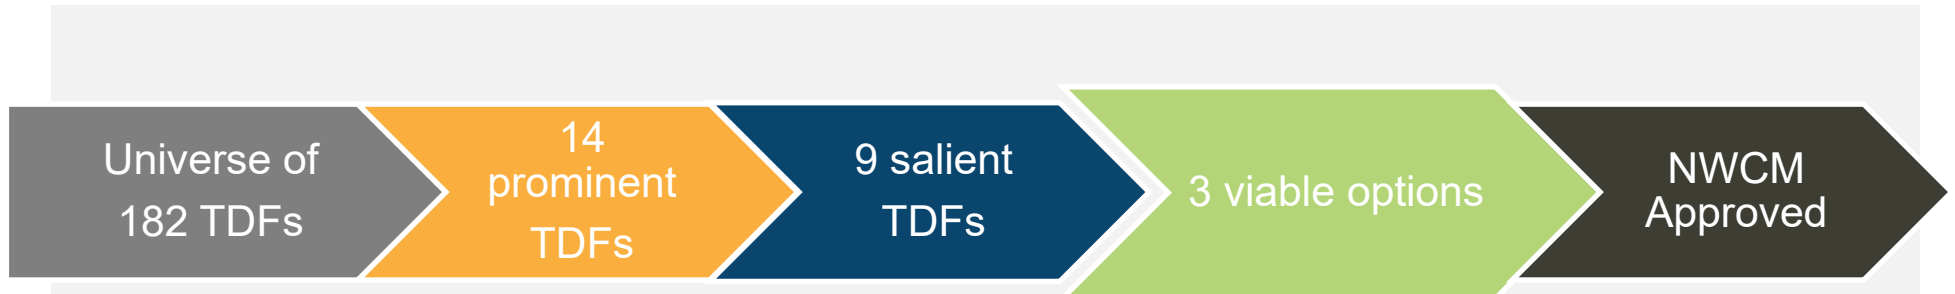 Universe of
182 TDFs
14
prominent
TDFs
9 salient
TDFs
3 viable options
NWCM
Approved